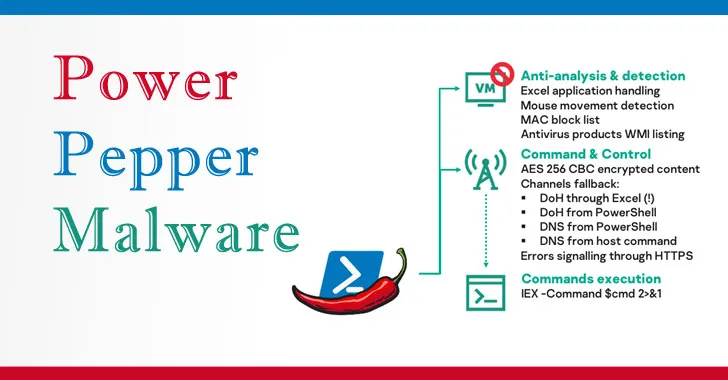 Power
Pepper
Malware
VM
Anti-analysis & detection
Excel application handling
Mouse movement detection
MAC block list
Antivirus products WMI listing
Command & Control
AES 256 CBC encrypted content
Channels fallback:
▪ DoH through Excel (!)
▪ DoH from PowerShell
▪ DNS from PowerShell
▪ DNS from host command
Errors signalling through HTTPS
Commands execution
IEX -Command $cmd 2>&1